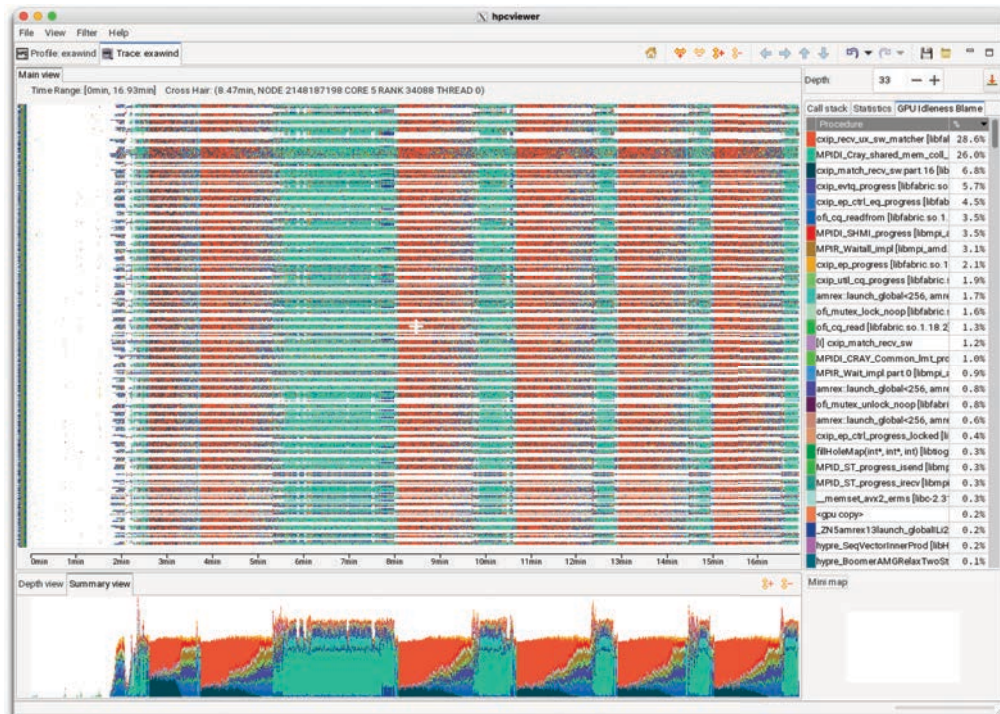 hpcviewer
File View Filter Help
Profile: exawind Trace: exawind
Main view
Time Range: [0min, 16.93min] Cross Hair: (8.47min, NODE 2148187198 CORE 5 RANK 34088 THREAD 0)
0min 1min 2min 3min 4min 5min 6min 7min 8min 9min 10min 11min 12min 13min 14min 15min 16min
Depth view Summary view
Depth: 33
Call stack Statistics GPU Idleness Blame
Procedure %
cxip_recv_ux_sw_matcher [libfal 28.6%
MPIDI_Cray_shared_mem_coll_ 26.0%
cxip_match_recv_sw.part.16 [lib 6.8%
cxip_evtq_progress [libfabric.so. 5.7%
cxip_ep_ctrl_eq_progress [libfab 4.5%
ofi_cq_readfrom [libfabric.so.1. 3.5%
MPIDI_SHMI_progress [libmpi_a 3.5%
MPIR_Waitall_impl [libmpi_amd. 3.1%
cxip_ep_progress [libfabric.so.1 2.1%
cxip_util_cq_progress [libfabric.s 1.9%
amrex::launch_global<256, amre 1.7%
ofi_mutex_lock_noop [libfabric.s 1.6%
ofi_cq_read [libfabric.so.1.18.2] 1.3%
[I] cxip_match_recv_sw 1.2%
MPIDI_CRAY_Common_lmt_pro 1.0%
MPIR_Wait_impl.part.0 [libmpi_a 0.9%
amrex::launch_global<256, amre 0.8%
ofi_mutex_unlock_noop [libfabri 0.8%
amrex::launch_global<256, amre 0.6%
cxip_ep_ctrl_progress_locked [li 0.4%
fillHoleMap(int*, int*, int) [libtiog 0.3%
MPID_ST_progress_isend [libmp 0.3%
MPID_ST_progress_irecv [libmpi 0.3%
__memset_avx2_erms [libc-2.3 0.3%
<gpu copy> 0.2%
_ZN5amrex13launch_globalILi2 0.2%
hypre_SeqVectorInnerProd [libH 0.2%
hypre_BoomerAMGRelaxTwoSt 0.1%
Mini map